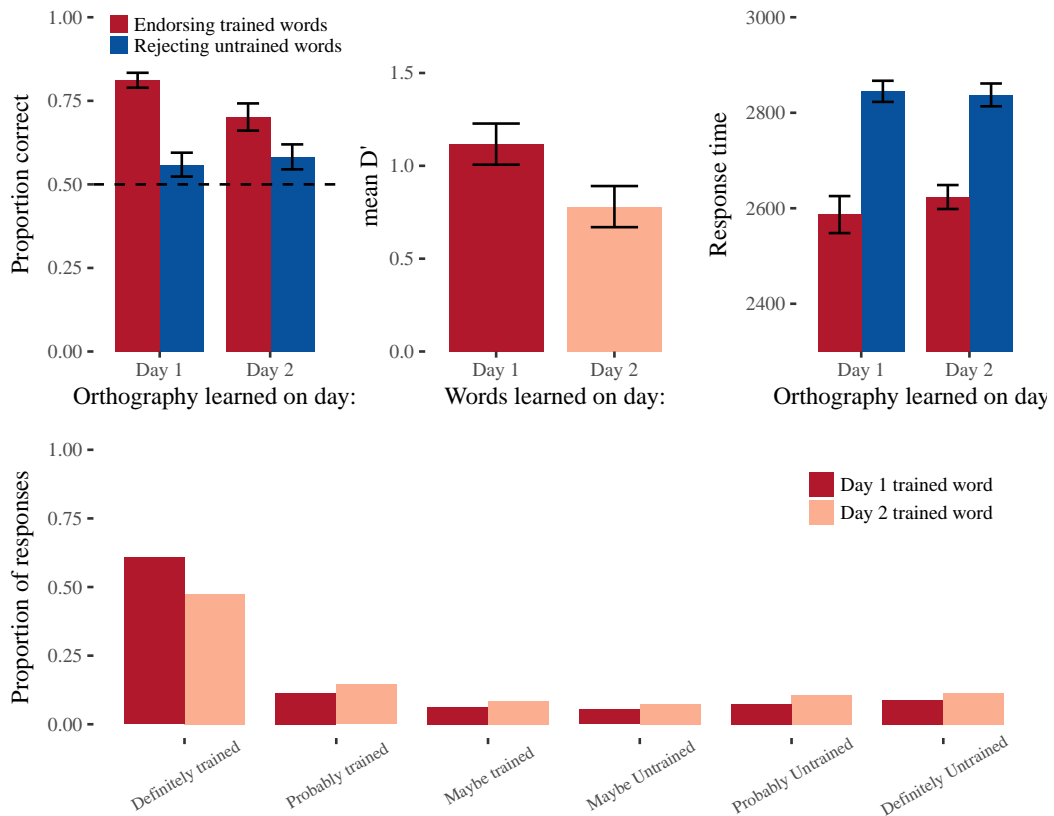 1.00
0.75
0.50
0.25
0.00
Proportion correct
Endorsing trained words
Rejecting untrained words
Day 1
Day 2
Orthography learned on day:
1.5
1.0
0.5
0.0
mean D'
Day 1
Day 2
Words learned on day:
3000
2800
2600
2400
Response time
Day 1
Day 2
Orthography learned on day
1.00
0.75
0.50
0.25
0.00
Proportion of responses
Day 1 trained word
Day 2 trained word
Definitely trained
Probably trained
Maybe trained
Maybe Untrained
Probably Untrained
Definitely Untrained